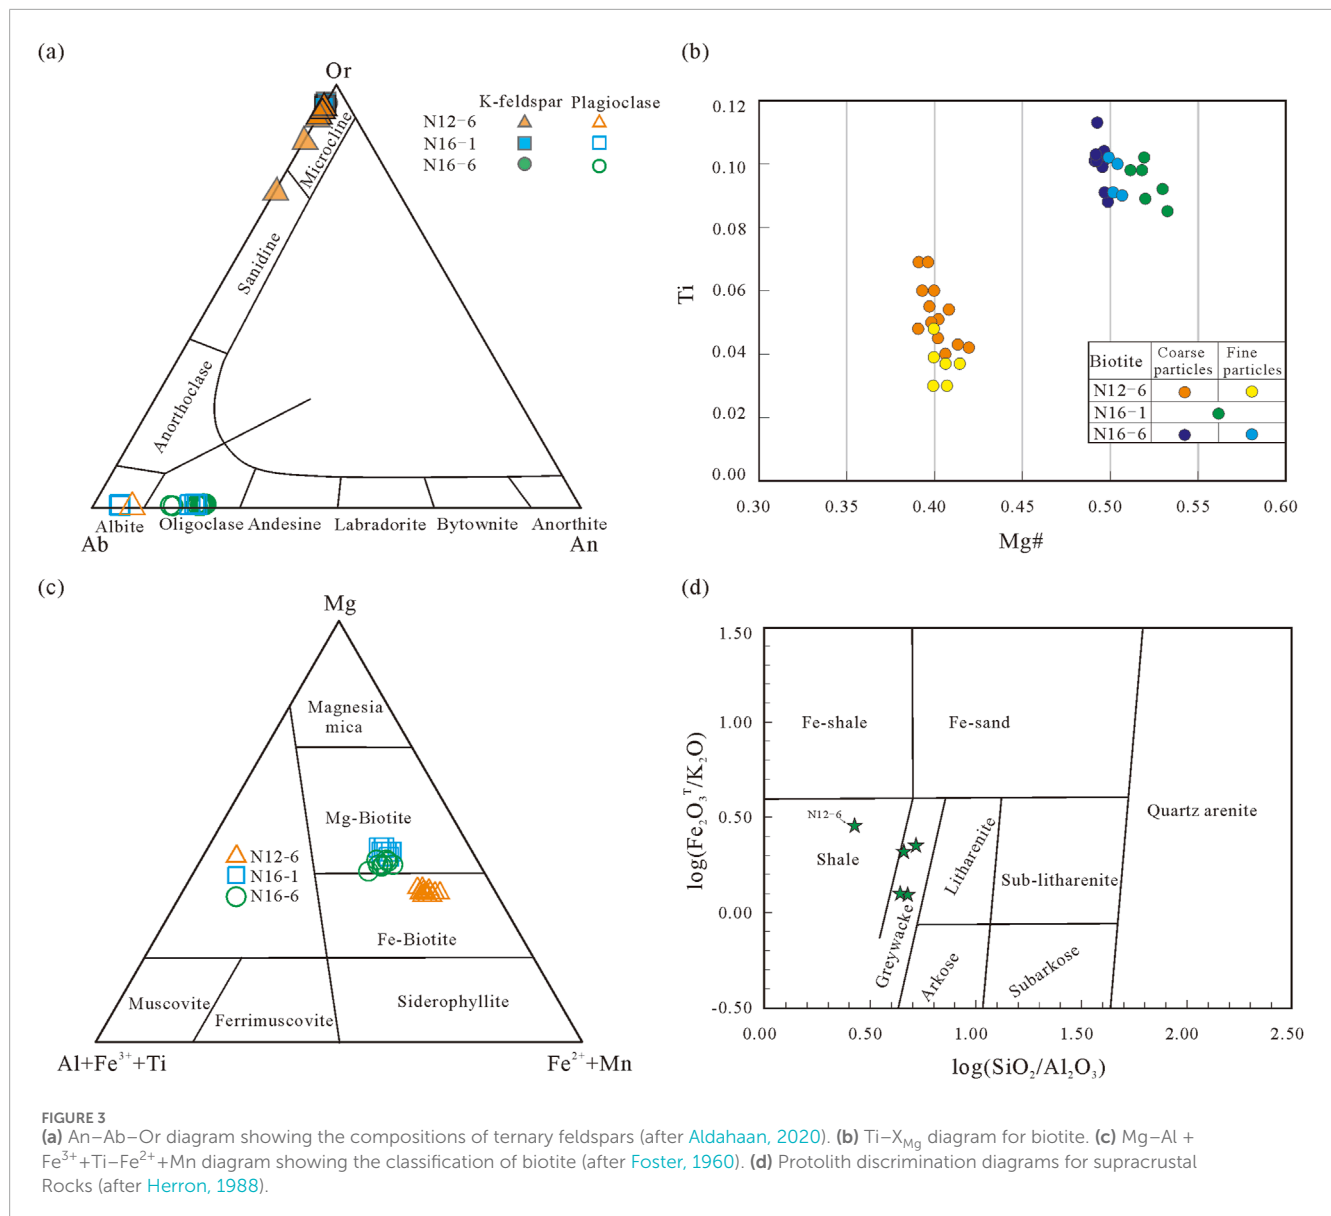 (a)
Or
K-feldspar Plagioclase
N12-6
N16-1
N16-6
Microcline
Sanidine
Anorthoclase
Albite Oligoclase Andesine Labradorite Bytownite Anorthite
Ab An
(b)
Ti
0.12
0.10
0.08
0.06
0.04
0.02
0.00
0.30 0.35 0.40 0.45 0.50 0.55 0.60
Mg#
Biotite Coarse particles Fine particles
N12-6
N16-1
N16-6
(c)
Mg
Magnesia
mica
Mg-Biotite
N12-6
N16-1
N16-6
Fe-Biotite
Muscovite
Ferrimuscovite
Siderophyllite
Al+Fe³⁺+Ti Fe²⁺+Mn
(d)
log(Fe₂O₃ᵀ/K₂O)
1.50
1.00
0.50
0.00
-0.50
Fe-shale Fe-sand
N12-6
Shale
Greywacke
Litharenite
Arkose
Sub-litharenite
Subarkose
Quartz arenite
0.00 0.50 1.00 1.50 2.00 2.50
log(SiO₂/Al₂O₃)
FIGURE 3
(a) An–Ab–Or diagram showing the compositions of ternary feldspars (after Aldahaan, 2020). (b) Ti–X_Mg diagram for biotite. (c) Mg–Al +
Fe³⁺+Ti–Fe²⁺+Mn diagram showing the classification of biotite (after Foster, 1960). (d) Protolith discrimination diagrams for supracrustal
Rocks (after Herron, 1988).